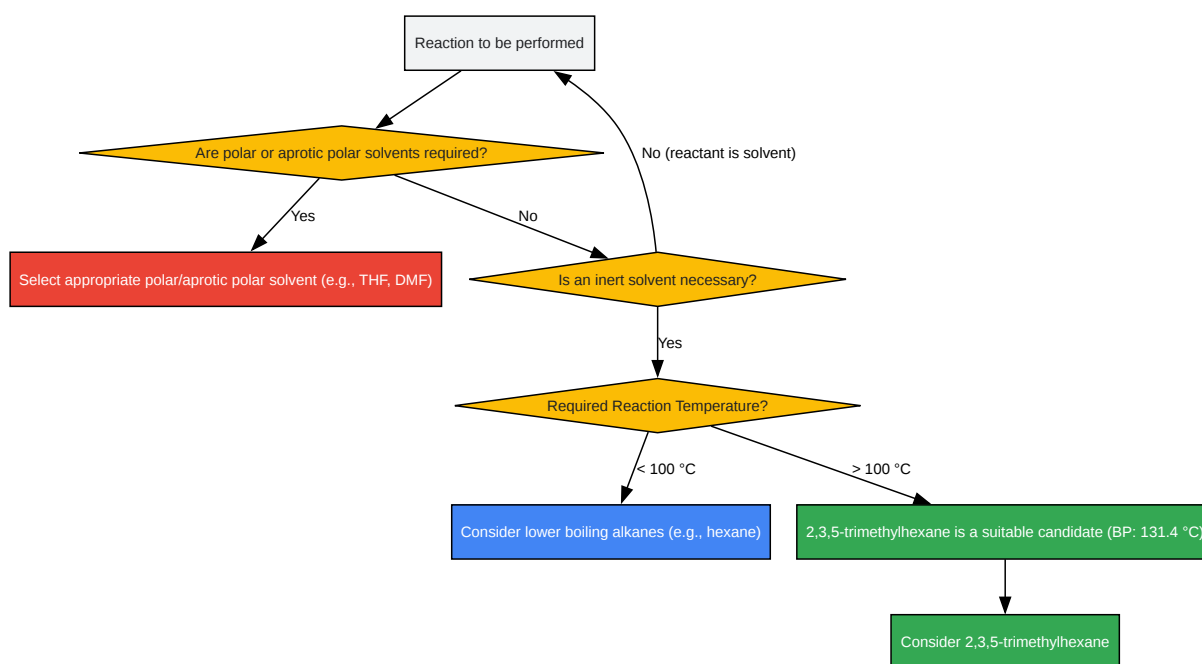 Reaction to be performed
Are polar or aprotic polar solvents required?
No (reactant is solvent)
Yes
No
Select appropriate polar/aprotic polar solvent (e.g., THF, DMF)
Is an inert solvent necessary?
Yes
Required Reaction Temperature?
< 100 °C
> 100 °C
Consider lower boiling alkanes (e.g., hexane)
2,3,5-trimethylhexane is a suitable candidate (BP: 131.4 °C)
Consider 2,3,5-trimethylhexane